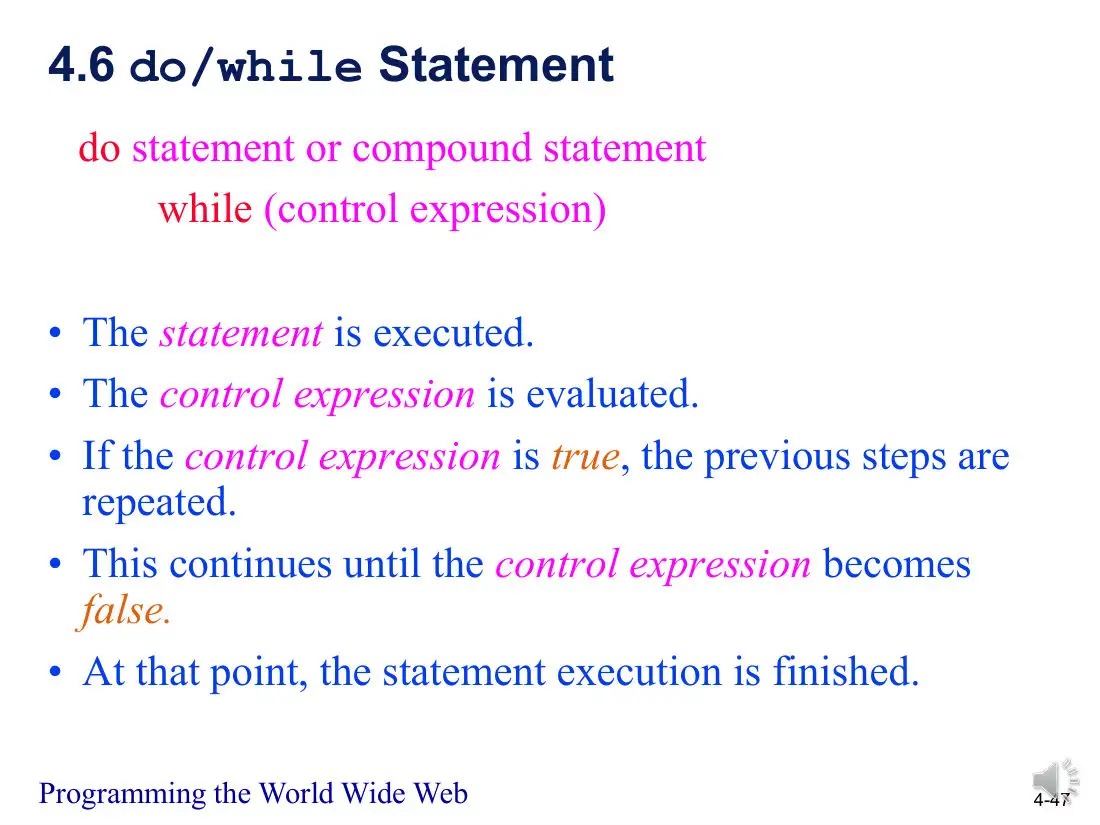 4.6 do/while Statement
do statement or compound statement
while (control expression)
• The statement is executed.
• The control expression is evaluated.
• If the control expression is true, the previous steps are
repeated.
• This continues until the control expression becomes
false.
• At that point, the statement execution is finished.
Programming the World Wide Web
4-47